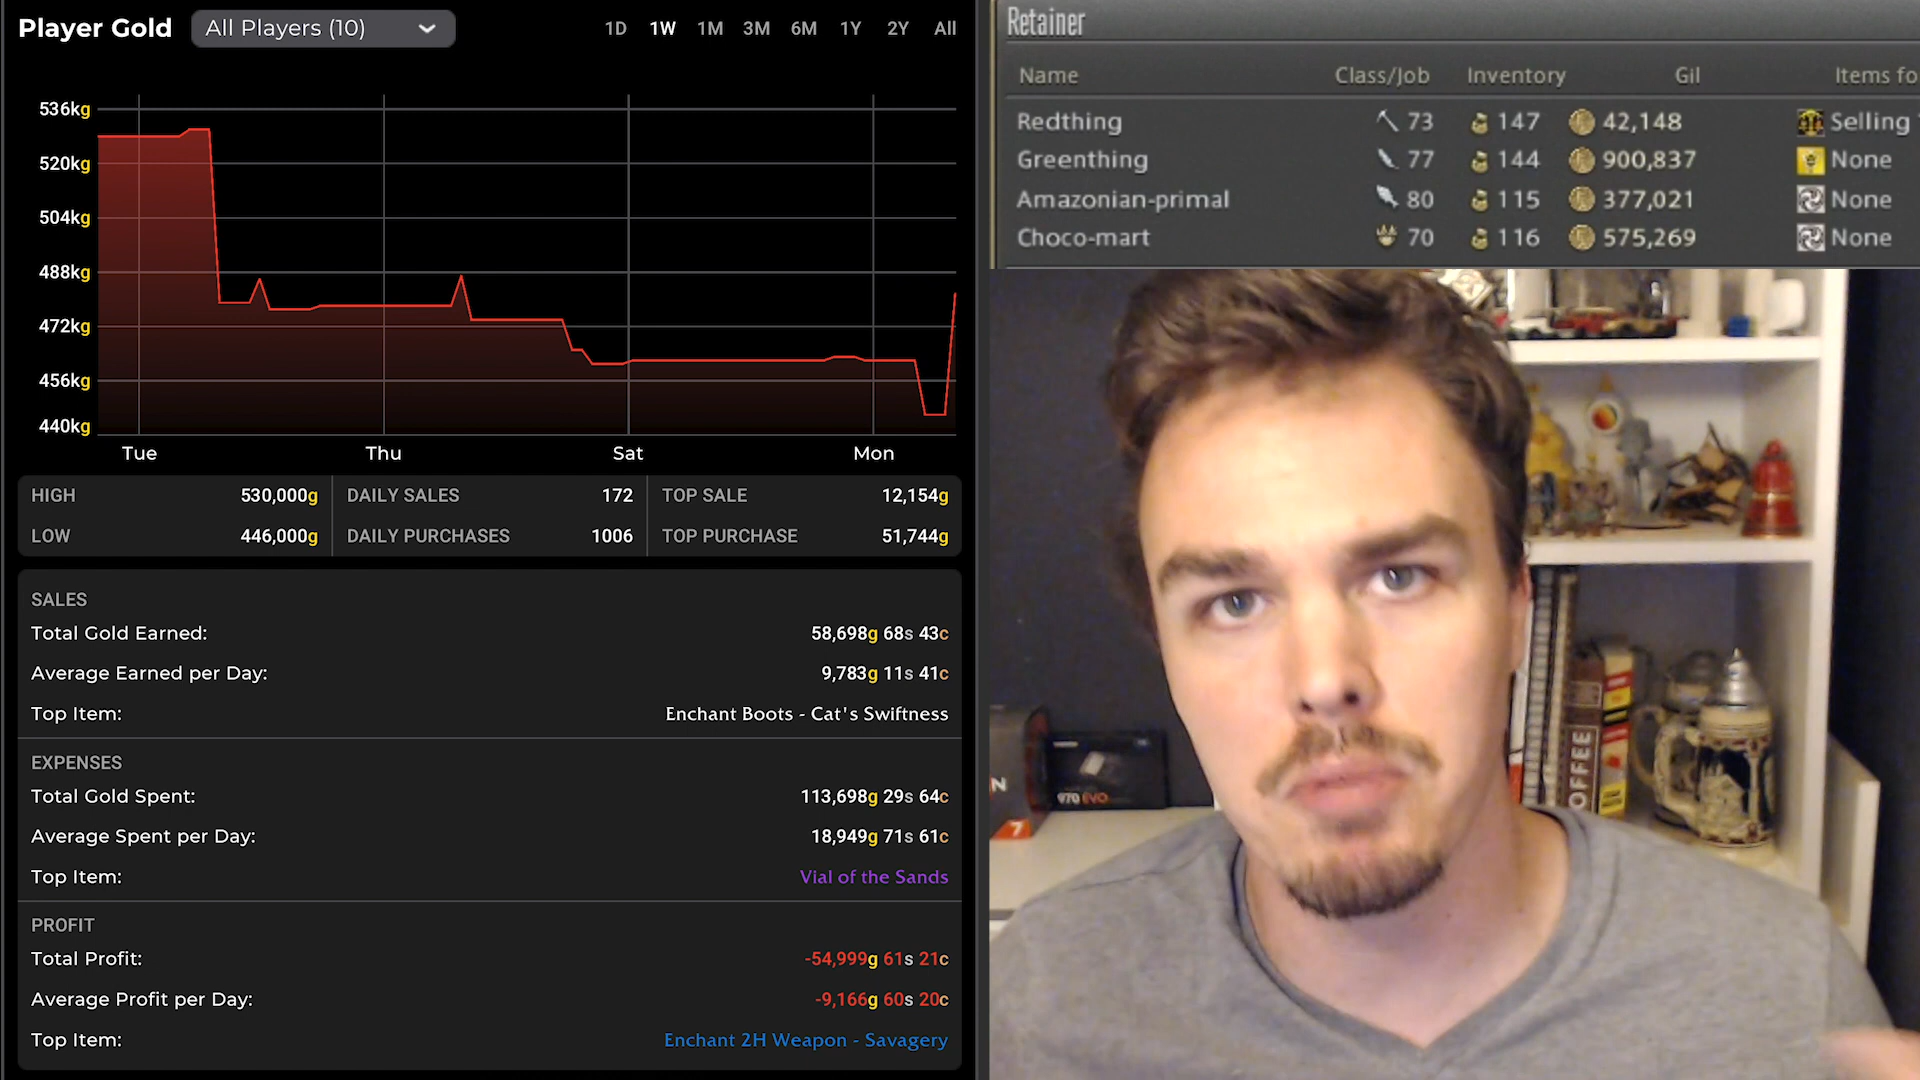 Player Gold
All Players (10)
1D 1W 1M 3M 6M 1Y 2Y All
536kg
520kg
504kg
488kg
472kg
456kg
440kg
Tue Thu Sat Mon
HIGH 530,000g DAILY SALES 172 TOP SALE 12,154g
LOW 446,000g DAILY PURCHASES 1006 TOP PURCHASE 51,744g
SALES
Total Gold Earned: 58,698g 68s 43c
Average Earned per Day: 9,783g 11s 41c
Top Item: Enchant Boots - Cat's Swiftness
EXPENSES
Total Gold Spent: 113,698g 29s 64c
Average Spent per Day: 18,949g 71s 61c
Top Item: Vial of the Sands
PROFIT
Total Profit: -54,999g 61s 21c
Average Profit per Day: -9,166g 60s 20c
Top Item: Enchant 2H Weapon - Savagery
Retainer
Name Class/Job Inventory Gil Items fo
Redthing 73 147 42,148 Selling
Greenthing 77 144 900,837 None
Amazonian-primal 80 115 377,021 None
Choco-mart 70 116 575,269 None
COFFEE
970 EVO
N
7